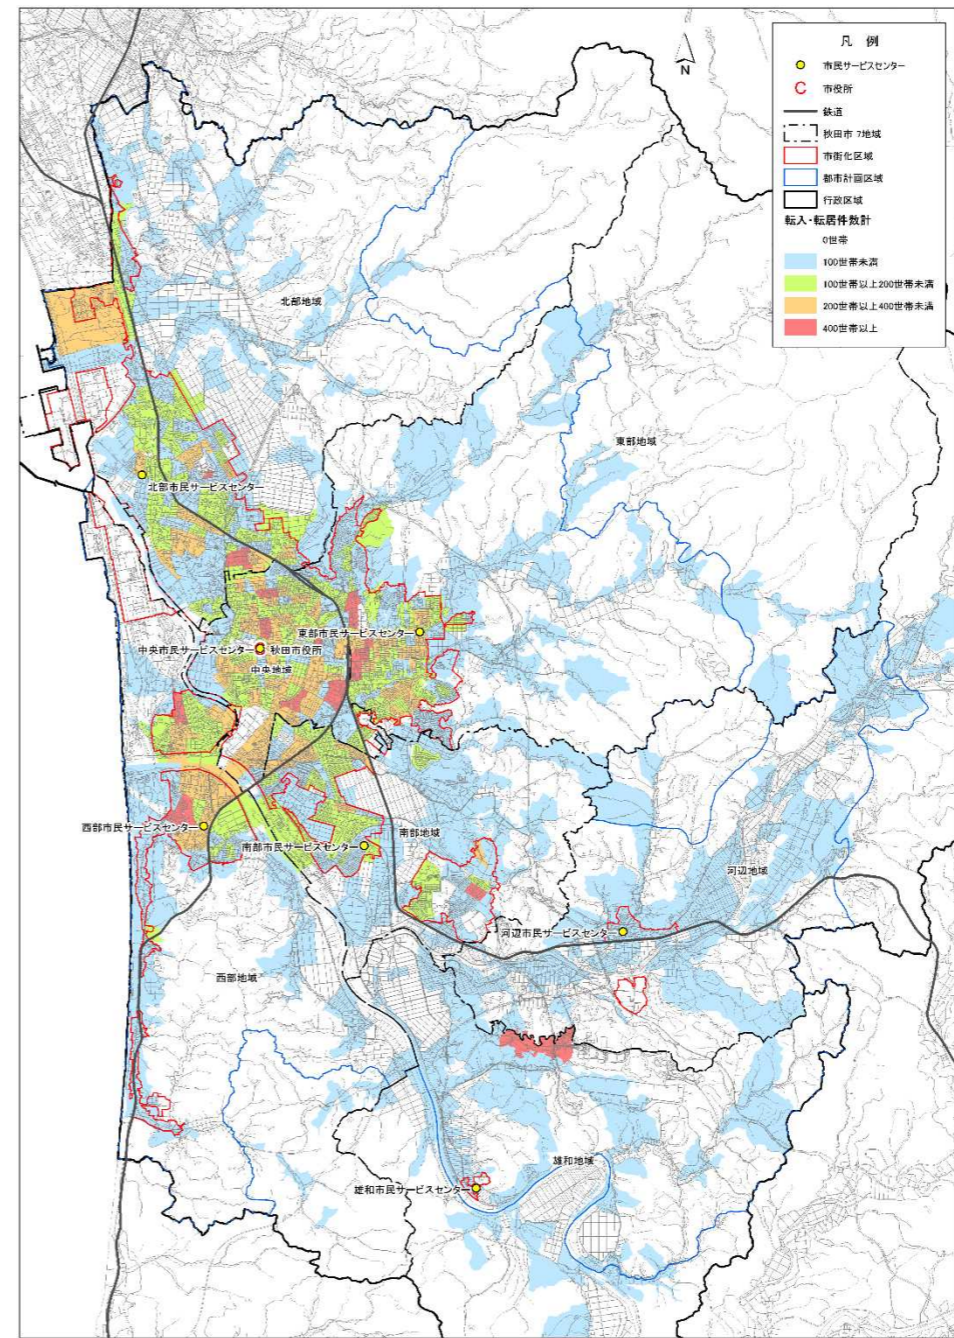 凡 例
市民サービスセンター
市役所
鉄道
秋田市 7地域
市街化区域
都市計画区域
行政区域
転入・転居件数計
0世帯
100世帯未満
100世帯以上200世帯未満
200世帯以上400世帯未満
400世帯以上
N
北部地域
東部地域
北部市民サービスセンター
東部市民サービスセンター
中央市民サービスセンター
秋田市役所
中央地域
西部市民サービスセンター
南部市民サービスセンター
南部地域
河辺地域
河辺市民サービスセンター
西部地域
雄和地域
雄和市民サービスセンター